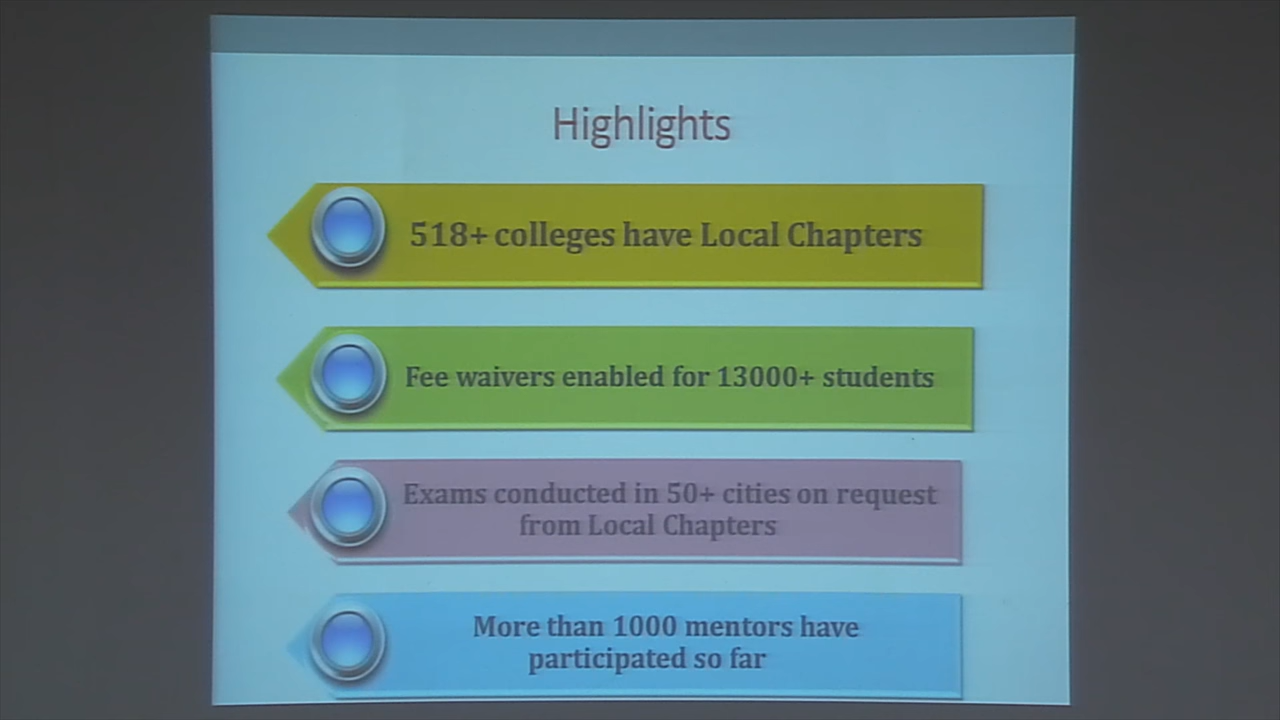 Highlights
518+ colleges have Local Chapters
Fee waivers enabled for 13000+ students
Exams conducted in 50+ cities on request
from Local Chapters
More than 1000 mentors have
participated so far